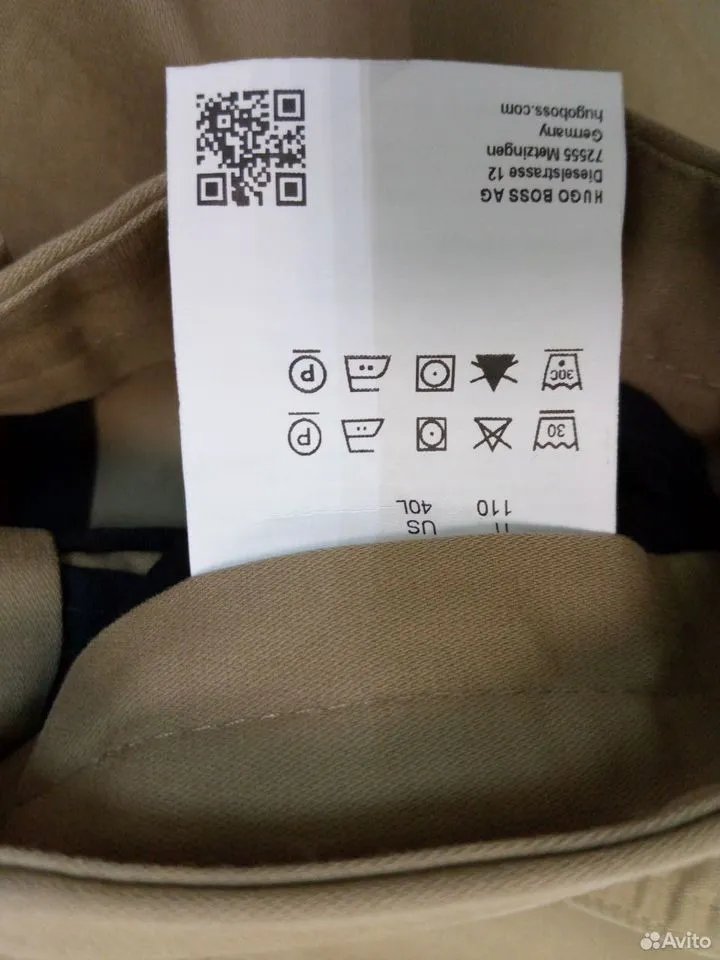 US
110 40L
30 P
30C P
HUGO BOSS AG
Dieselstrasse 12
72555 Metzingen
Germany
hugoboss.com
Avito